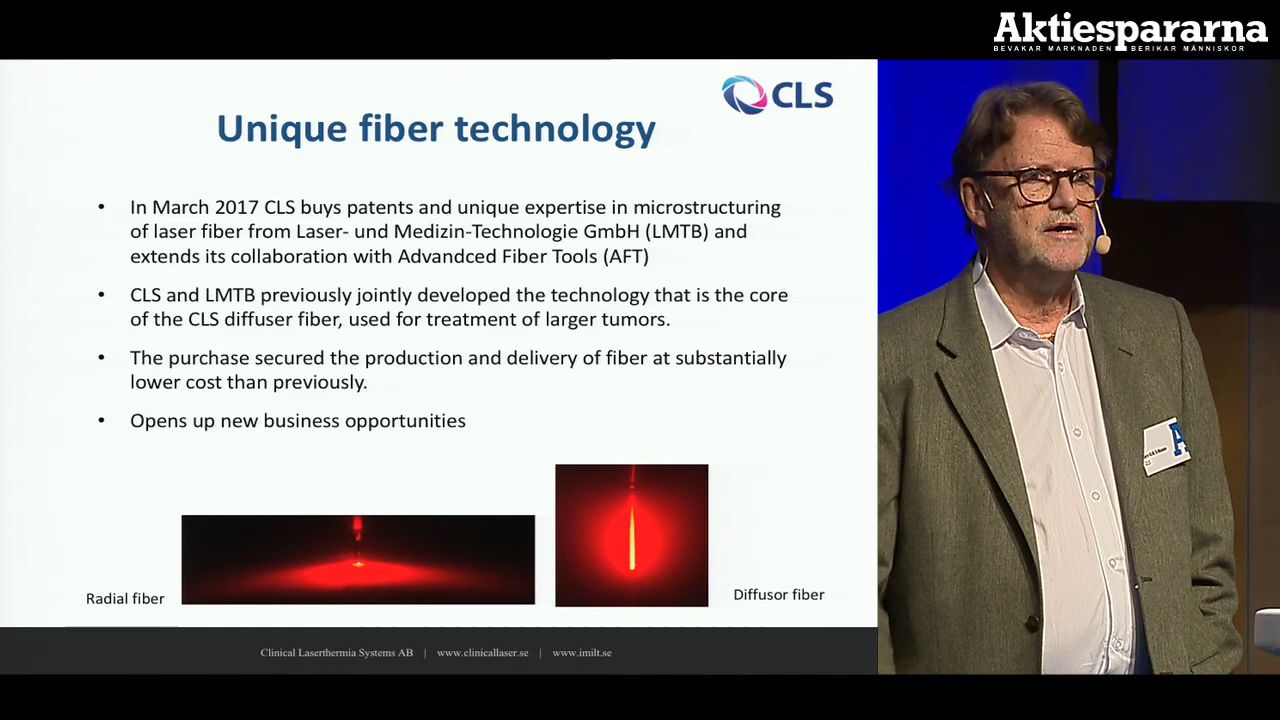 Aktiespararna
BEVAKAR MARKNADEN BERIKAR MÄNNISKOR
CLS
Unique fiber technology
• In March 2017 CLS buys patents and unique expertise in microstructuring
of laser fiber from Laser- und Medizin-Technologie GmbH (LMTB) and
extends its collaboration with Advandced Fiber Tools (AFT)
• CLS and LMTB previously jointly developed the technology that is the core
of the CLS diffuser fiber, used for treatment of larger tumors.
• The purchase secured the production and delivery of fiber at substantially
lower cost than previously.
• Opens up new business opportunities
Radial fiber
Diffusor fiber
Clinical Laserthermia Systems AB | www.clinicallaser.se | www.imilt.se